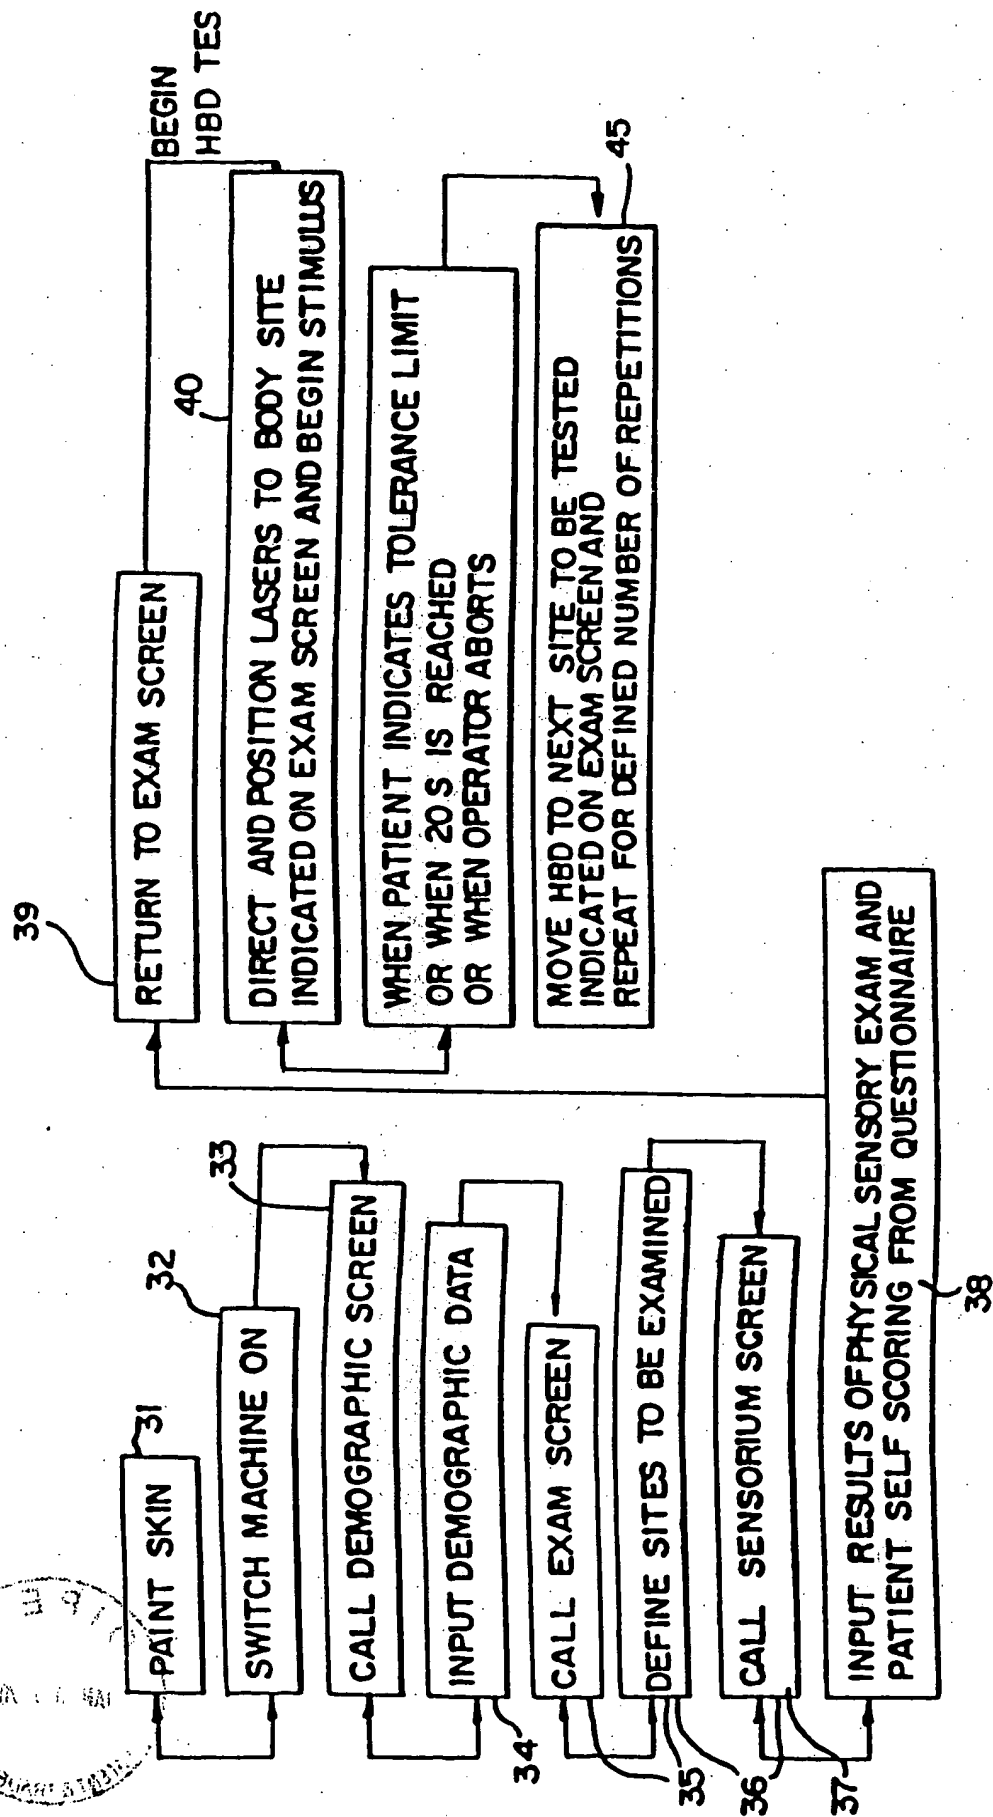 31
PAINT SKIN
32
SWITCH MACHINE ON
33
CALL DEMOGRAPHIC SCREEN
INPUT DEMOGRAPHIC DATA
34
CALL EXAM SCREEN
35
DEFINE SITES TO BE EXAMINED
36
CALL SENSORIUM SCREEN
37
INPUT RESULTS OF PHYSICAL SENSORY EXAM AND
PATIENT SELF SCORING FROM QUESTIONNAIRE
38
39
RETURN TO EXAM SCREEN
BEGIN
HBD TES
40
DIRECT AND POSITION LASERS TO BODY SITE
INDICATED ON EXAM SCREEN AND BEGIN STIMULUS
WHEN PATIENT INDICATES TOLERANCE LIMIT
OR WHEN 20 S IS REACHED
OR WHEN OPERATOR ABORTS
MOVE HBD TO NEXT SITE TO BE TESTED
INDICATED ON EXAM SCREEN AND
REPEAT FOR DEFINED NUMBER OF REPETITIONS
45